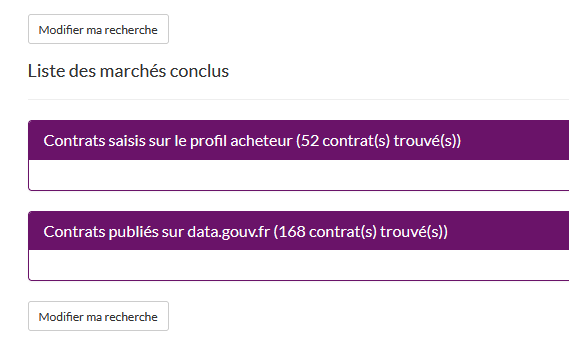 Modifier ma recherche
Liste des marchés conclus
Contrats saisis sur le profil acheteur (52 contrat(s) trouvé(s))
Contrats publiés sur data.gouv.fr (168 contrat(s) trouvé(s))
Modifier ma recherche